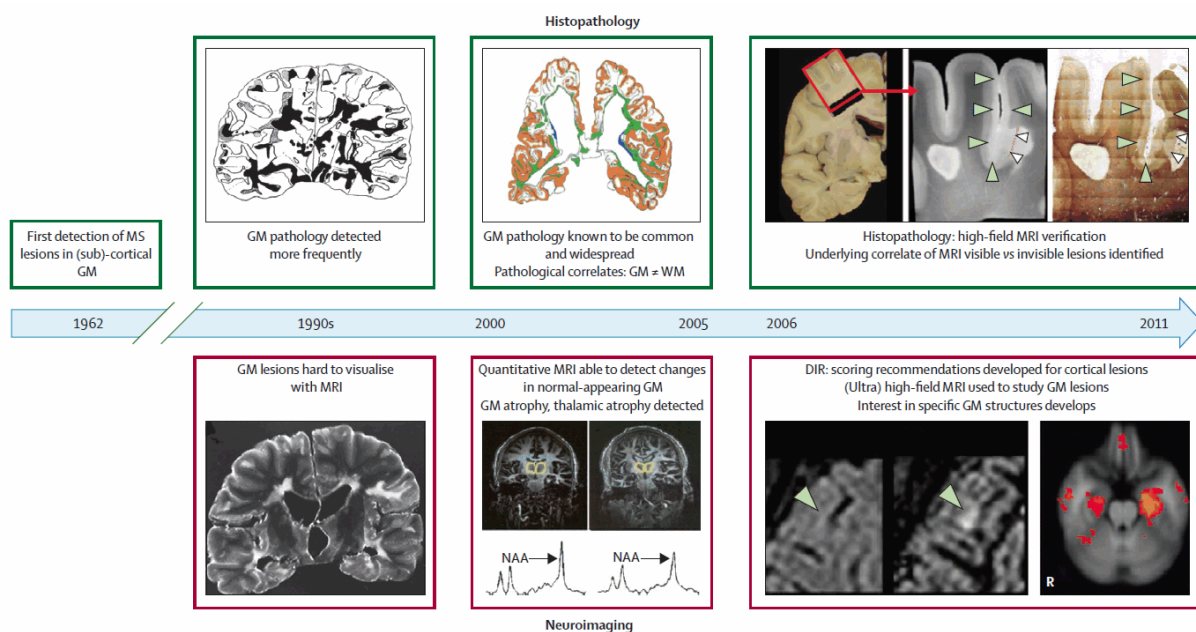 Histopathology
First detection of MS
lesions in (sub)-cortical
GM
GM pathology detected
more frequently
GM pathology known to be common
and widespread
Pathological correlates: GM ≠ WM
Histopathology: high-field MRI verification
Underlying correlate of MRI visible vs invisible lesions identified
1962
1990s
2000
2005
2006
2011
GM lesions hard to visualise
with MRI
Quantitative MRI able to detect changes
in normal-appearing GM
GM atrophy, thalamic atrophy detected
NAA
NAA
DIR: scoring recommendations developed for cortical lesions
(Ultra) high-field MRI used to study GM lesions
Interest in specific GM structures develops
R
Neuroimaging